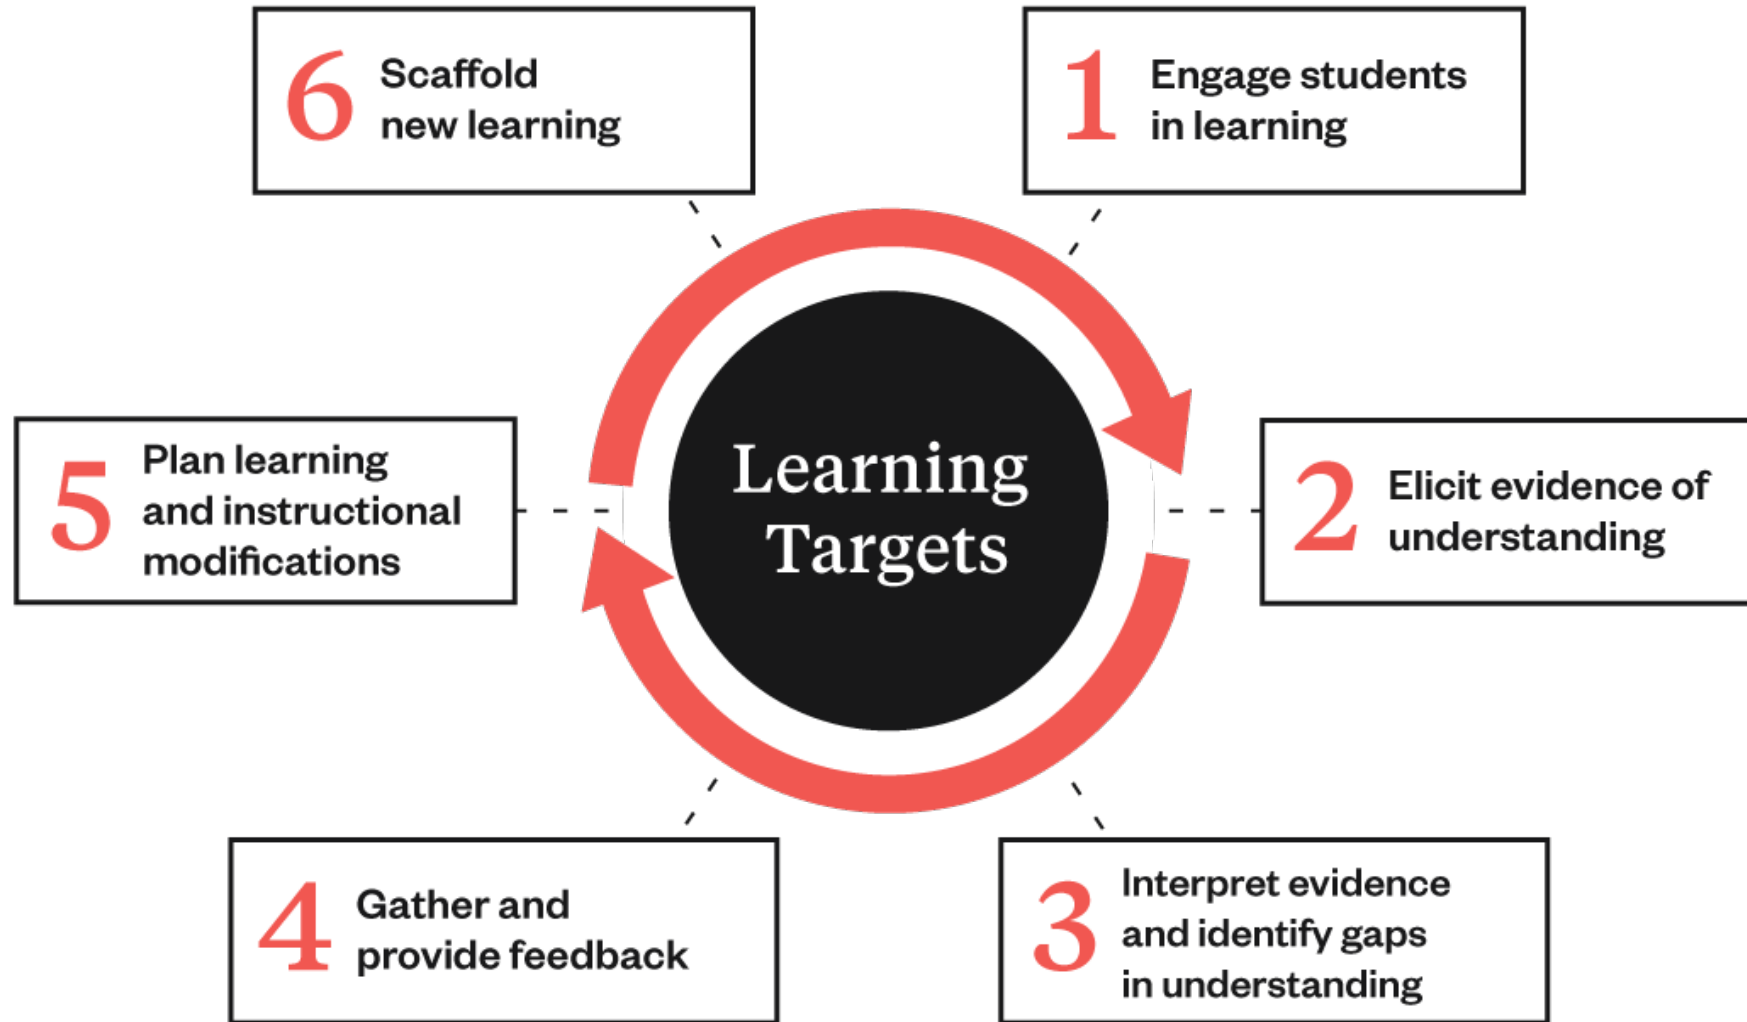 6
Scaffold
new learning
1
Engage students
in learning
5
Plan learning
and instructional
modifications
Learning
Targets
2
Elicit evidence of
understanding
4
Gather and
provide feedback
3
Interpret evidence
and identify gaps
in understanding